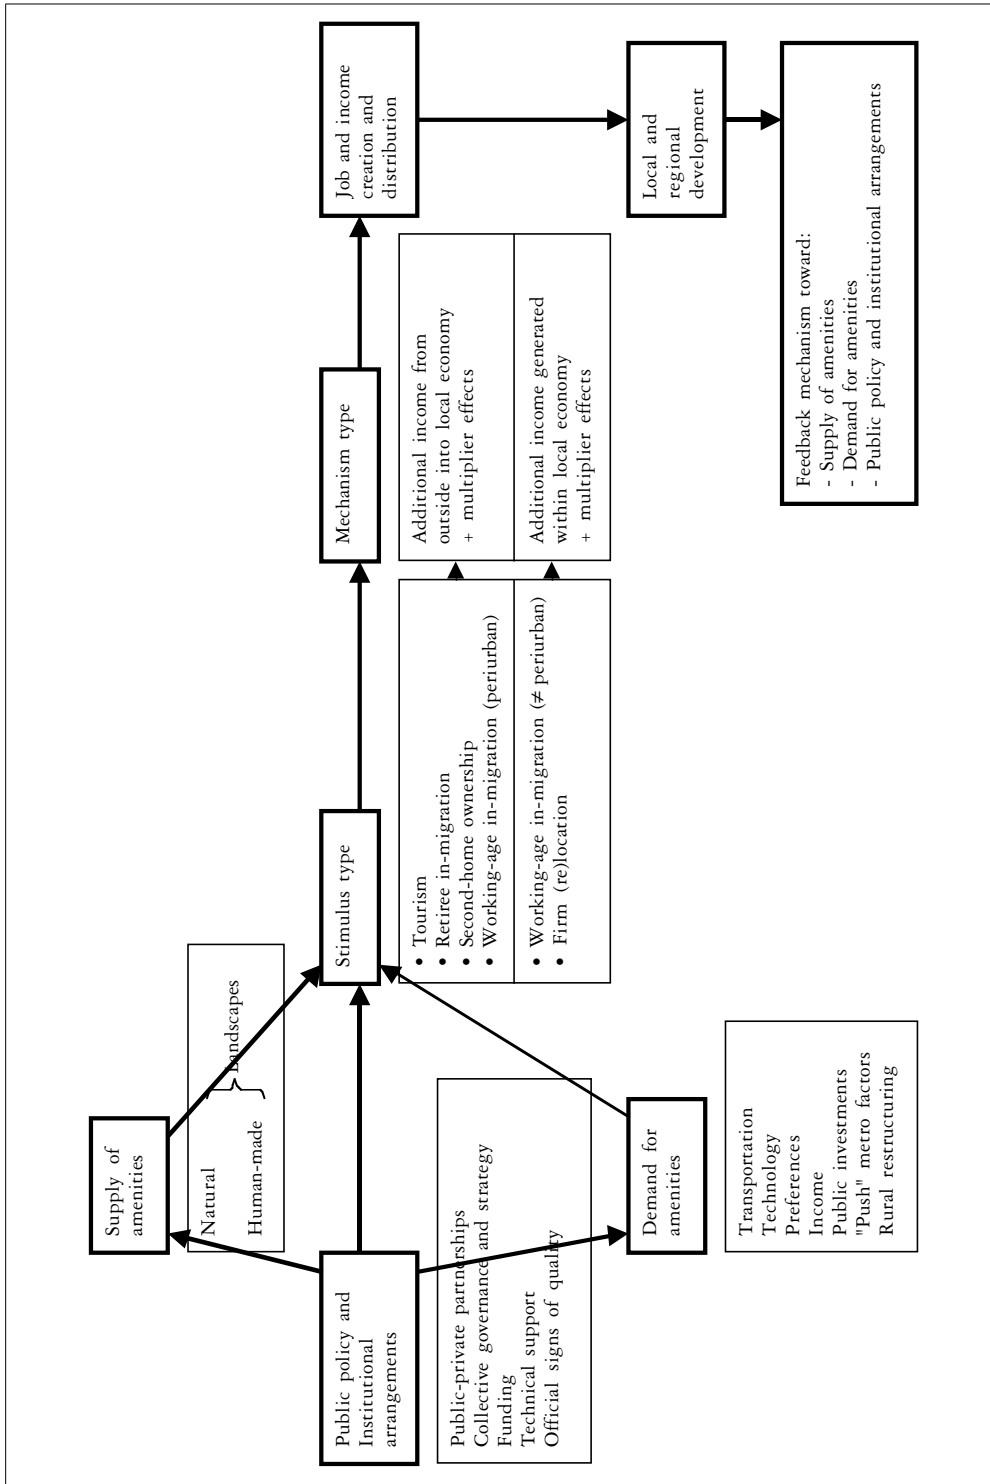 Supply of
amenities
Natural
Human-made
Landscapes
Public policy and
Institutional
arrangements
Public-private partnerships
Collective governance and strategy
Funding
Technical support
Official signs of quality
Demand for
amenities
Transportation
Technology
Preferences
Income
Public investments
"Push" metro factors
Rural restructuring
Stimulus type
• Tourism
• Retiree in-migration
• Second-home ownership
• Working-age in-migration (periurban)
• Working-age in-migration (≠ periurban)
• Firm (re)location
Mechanism type
Additional income from
outside into local economy
+ multiplier effects
Additional income generated
within local economy
+ multiplier effects
Job and income
creation and
distribution
Local and
regional
development
Feedback mechanism toward:
- Supply of amenities
- Demand for amenities
- Public policy and institutional arrangements